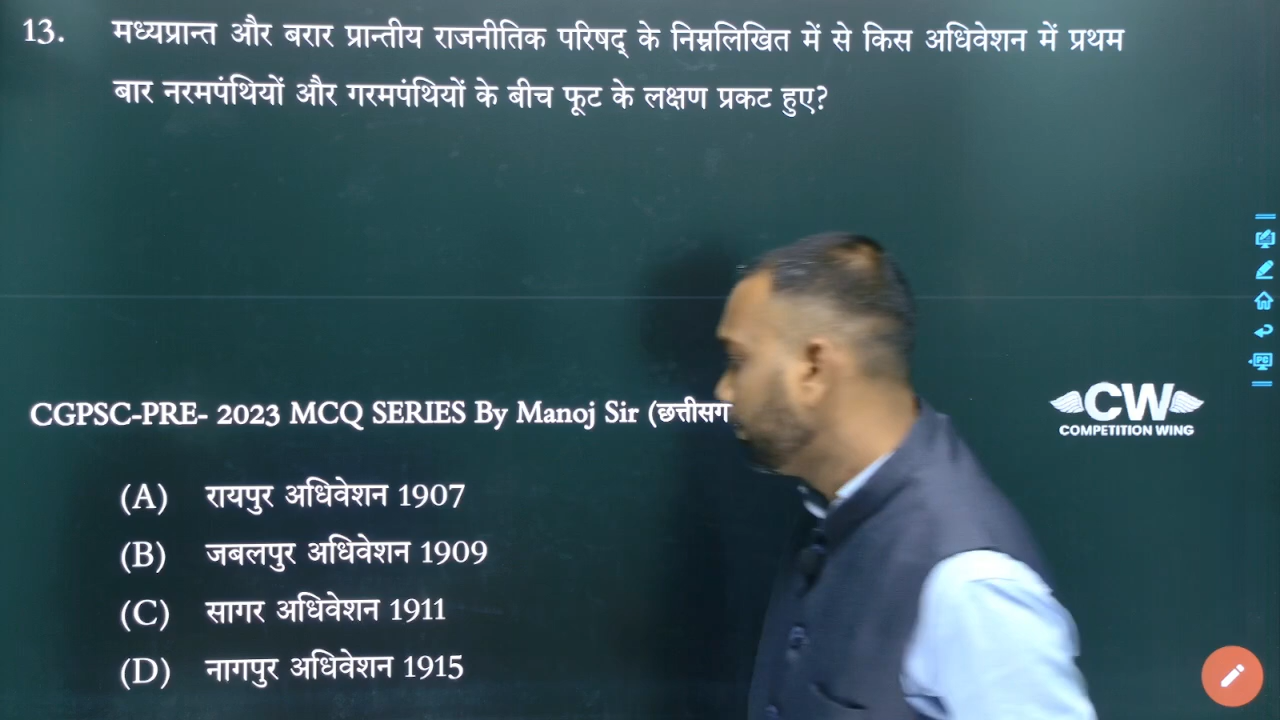 13. मध्यप्रान्त और बरार प्रान्तीय राजनीतिक परिषद् के निम्नलिखित में से किस अधिवेशन में प्रथम
बार नरमपंथियों और गरमपंथियों के बीच फूट के लक्षण प्रकट हुए?
CW
COMPETITION WING
CGPSC-PRE- 2023 MCQ SERIES By Manoj Sir
(A) रायपुर अधिवेशन 1907
(B) जबलपुर अधिवेशन 1909
(C) सागर अधिवेशन 1911
(D) नागपुर अधिवेशन 1915